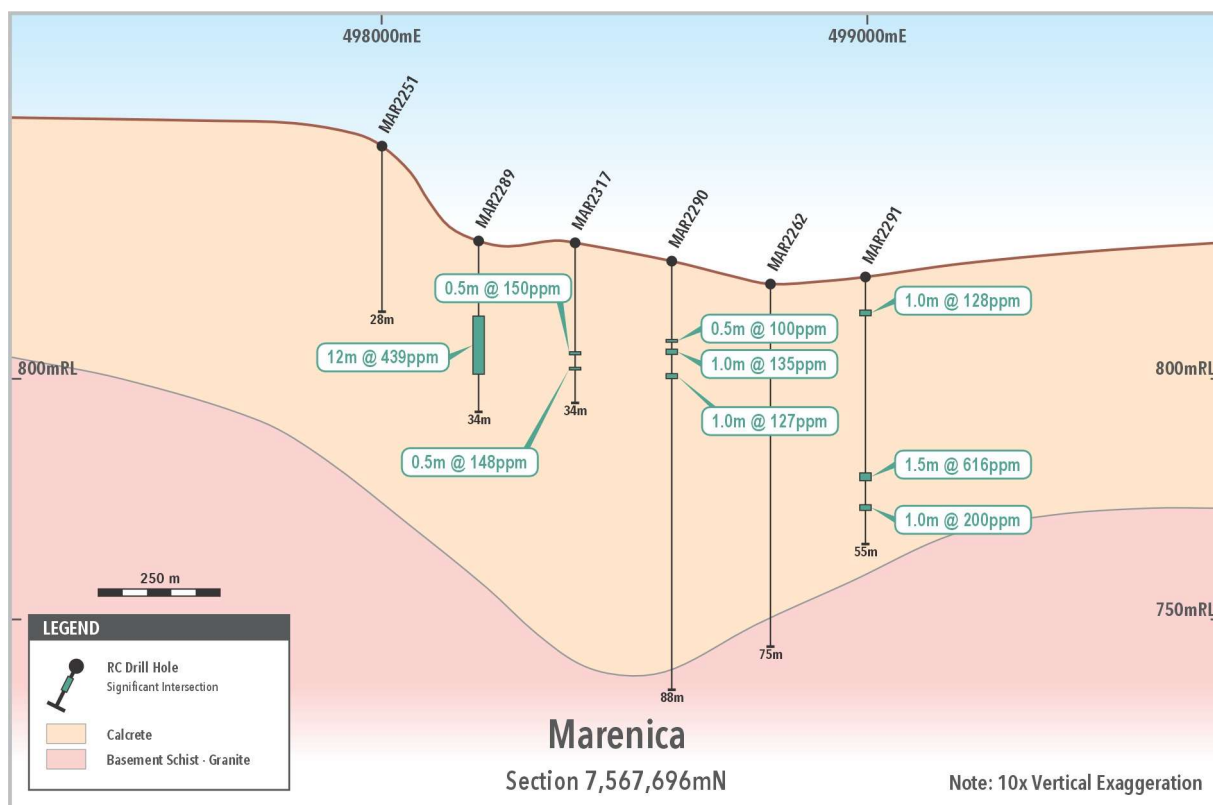 498000mE
499000mE
MAR2251
MAR2289
MAR2317
MAR2290
MAR2262
MAR2291
0.5m @ 150ppm
1.0m @ 128ppm
28m
0.5m @ 100ppm
12m @ 439ppm
1.0m @ 135ppm
800mRL
800mRL
34m
34m
1.0m @ 127ppm
0.5m @ 148ppm
1.5m @ 616ppm
1.0m @ 200ppm
55m
250 m
750mRL
LEGEND
RC Drill Hole
Significant Intersection
Calcrete
Basement Schist - Granite
75m
88m
Marenica
Section 7,567,696mN
Note: 10x Vertical Exaggeration